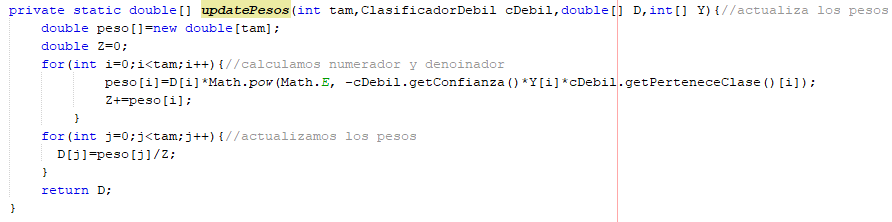 private static double[] updatePesos(int tam,ClasificadorDebil cDebil,double[] D,int[] Y){//actualiza los pesos
double peso[]=new double[tam];
double Z=0;
for(int i=0;i<tam;i++){//calculamos numerador y denoinador
peso[i]=D[i]*Math.pow(Math.E, -cDebil.getConfianza()*Y[i]*cDebil.getPerteneceClase()[i]);
Z+=peso[i];
}
for(int j=0;j<tam;j++){//actualizamos los pesos
D[j]=peso[j]/Z;
}
return D;
}